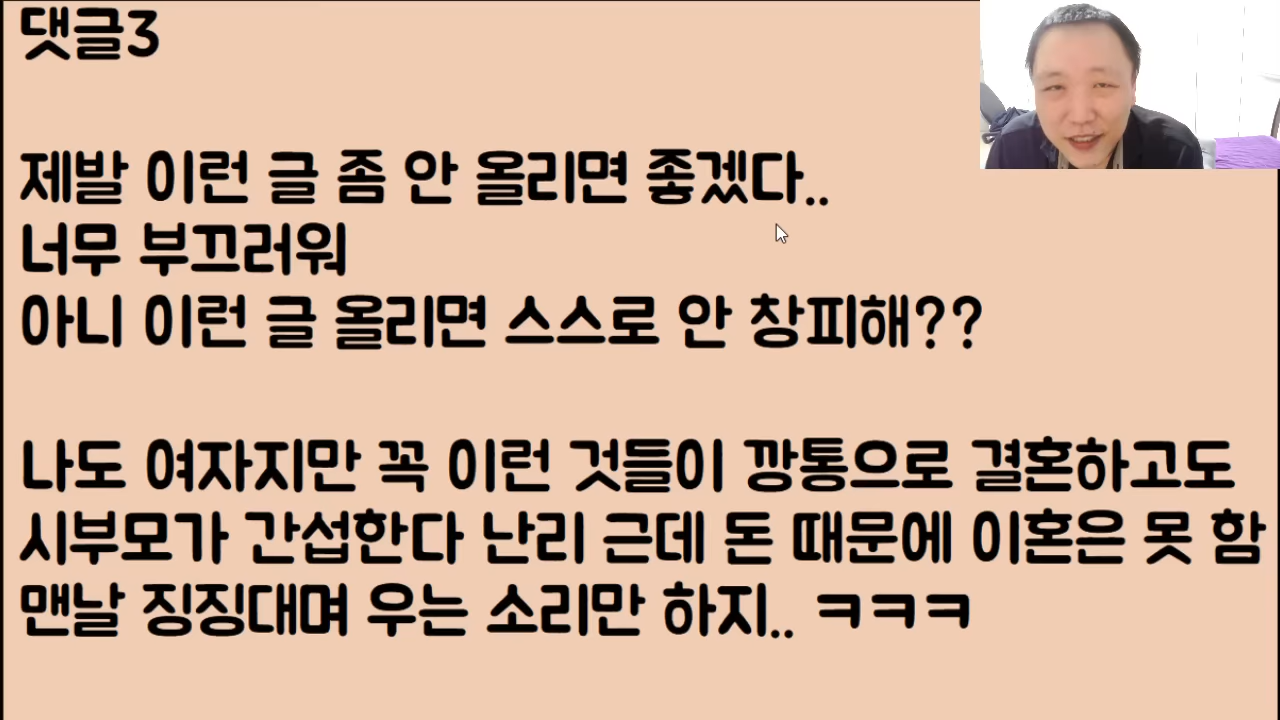 댓글3
제발 이런 글 좀 안 올리면 좋겠다..
너무 부끄러워
아니 이런 글 올리면 스스로 안 창피해??
나도 여자지만 꼭 이런 것들이 깡통으로 결혼하고도
시부모가 간섭한다 난리 근데 돈 때문에 이혼은 못 함
맨날 징징대며 우는 소리만 하지.. ㅋㅋㅋ